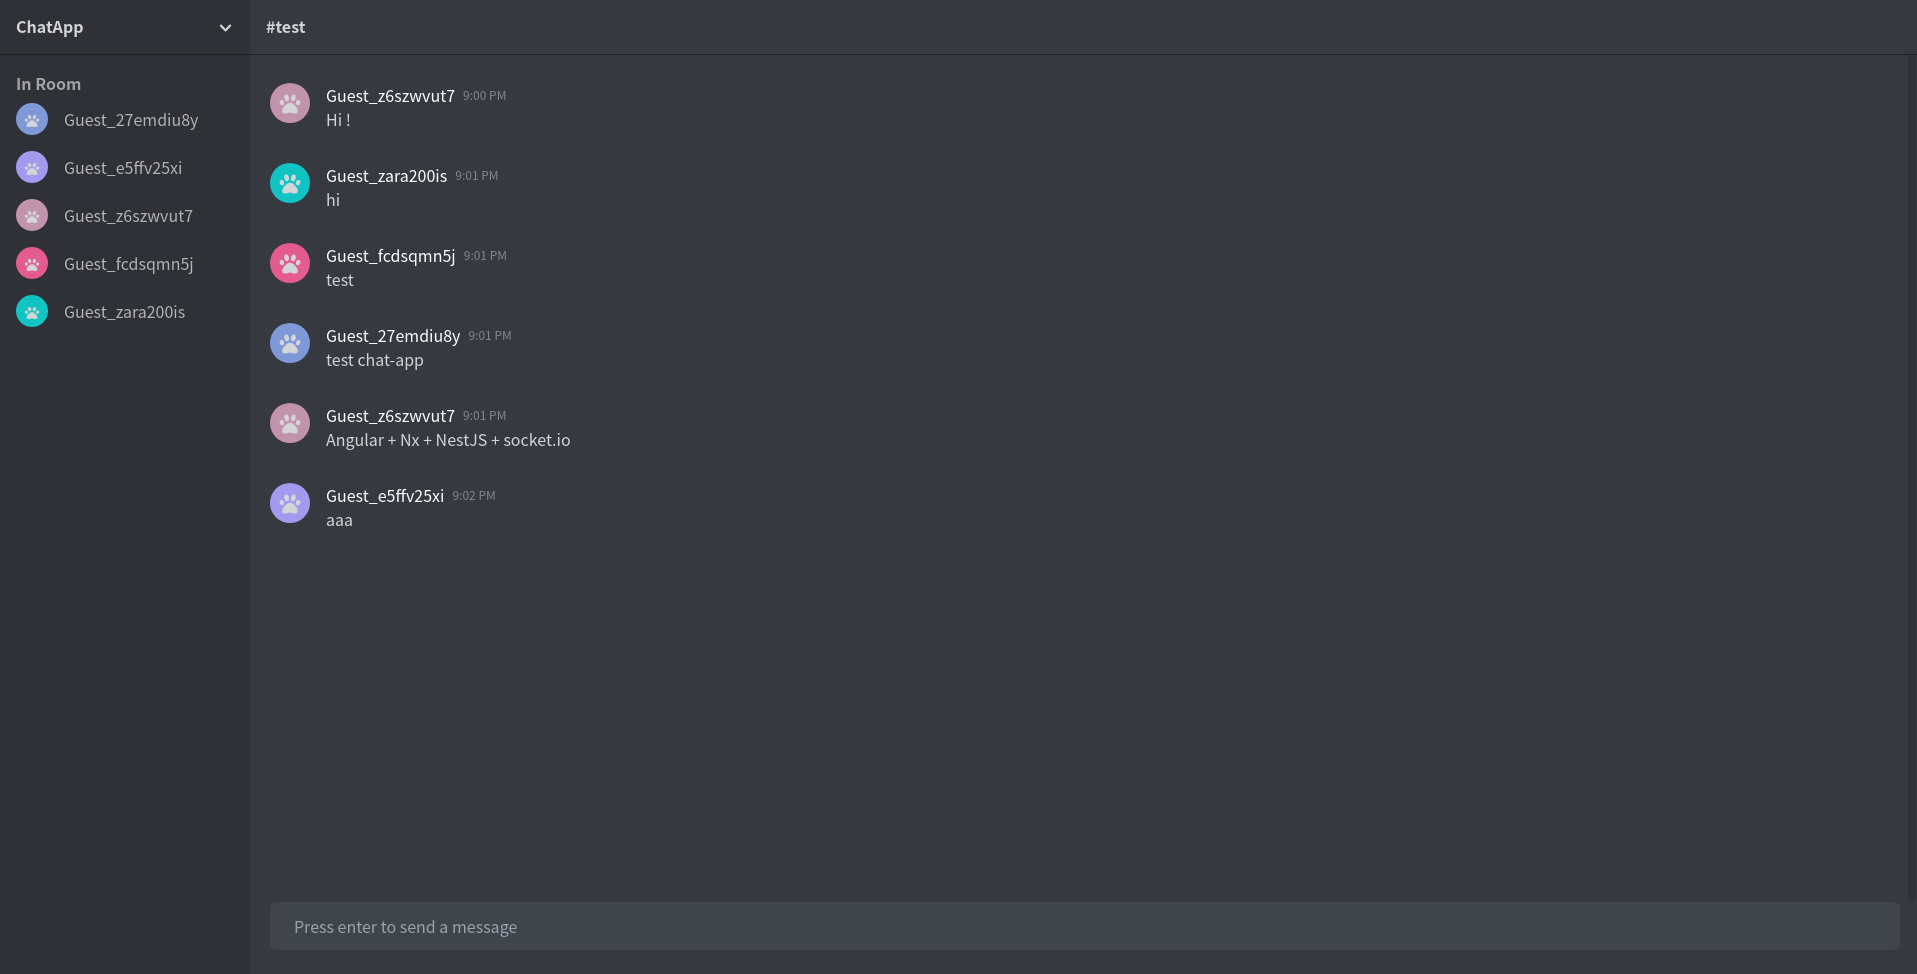 ChatApp
In Room
Guest_27emdiu8y
Guest_e5ffv25xi
Guest_z6szwvut7
Guest_fcdsqmn5j
Guest_zara200is
#test
Guest_z6szwvut7 9:00 PM
Hi !
Guest_zara200is 9:01 PM
hi
Guest_fcdsqmn5j 9:01 PM
test
Guest_27emdiu8y 9:01 PM
test chat-app
Guest_z6szwvut7 9:01 PM
Angular + Nx + NestJS + socket.io
Guest_e5ffv25xi 9:02 PM
aaa
Press enter to send a message